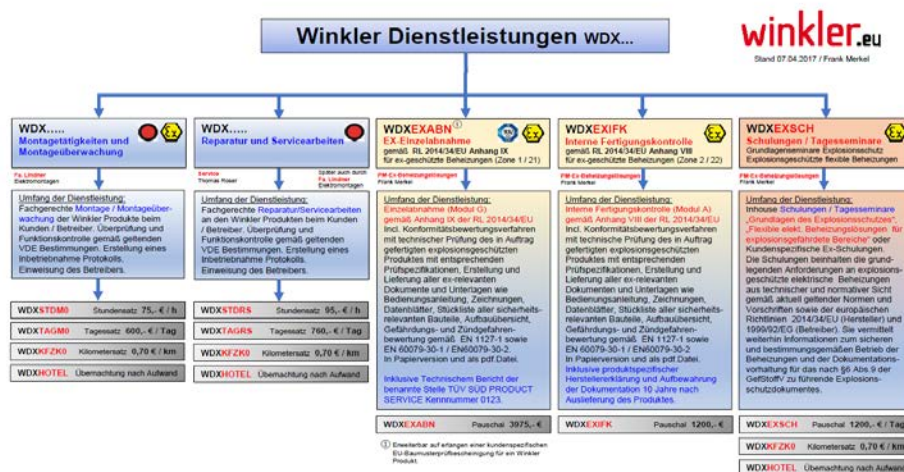 Winkler Dienstleistungen WDX...
winkler.eu
Stand 07.04.2017 / Frank Merkel
WDX.....
Montagetätigkeiten und
Montageüberwachung
Fa. Lindner
Elektromontagen
Umfang der Dienstleistung:
Fachgerechte Montage / Montageüber-
wachung der Winkler Produkte beim
Kunden / Betreiber. Überprüfung und
Funktionskontrolle gemäß geltenden
VDE Bestimmungen. Erstellung eines
Inbetriebnahme Protokolls.
Einweisung des Betreibers.
WDXSTDM0 Stundensatz 75,- € / h
WDXTAGM0 Tagessatz 600,- € / Tag
WDXKFZK0 Kilometersatz 0,70 € / km
WDXHOTEL Übernachtung nach Aufwand
WDX.....
Reparatur und Servicearbeiten
Service
Thomas Roser
Später auch durch
Fa. Lindner
Elektromontagen
Umfang der Dienstleistung:
Fachgerechte Reparatur/Servicearbeiten
an den Winkler Produkten beim Kunden
/ Betreiber. Überprüfung und
Funktionskontrolle gemäß geltenden
VDE Bestimmungen. Erstellung eines
Inbetriebnahme Protokolls.
Einweisung des Betreibers.
WDXSTDRS Stundensatz 95,- € / h
WDXTAGRS Tagessatz 760,- € / Tag
WDXKFZK0 Kilometersatz 0,70 € / km
WDXHOTEL Übernachtung nach Aufwand
WDXEXABN ①
EX-Einzelabnahme
gemäß RL 2014/34/EU Anhang IX
für ex-geschützte Beheizungen (Zone 1 / 21)
PM-Ex-Beheizungslösungen
Frank Merkel
Umfang der Dienstleistung:
Einzelabnahme (Modul G)
gemäß Anhang IX der RL 2014/34/EU
Incl. Konformitätsbewertungsverfahren
mit technischer Prüfung des in Auftrag
gefertigten explosionsgeschützten
Produktes mit entsprechenden
Prüfspezifikationen, Erstellung und
Lieferung aller ex-relevanten
Dokumente und Unterlagen wie
Bedienungsanleitung, Zeichnungen,
Datenblätter, Stückliste aller sicherheits-
relevanten Bauteile, Aufbauübersicht,
Gefährdungs- und Zündgefahren-
bewertung gemäß EN 1127-1 sowie
EN 60079-30-1 / EN60079-30-2.
In Papierversion und als pdf Datei.
Inklusive Technischem Bericht der
benannte Stelle TÜV SÜD PRODUCT
SERVICE Kennnummer 0123.
WDXEXABN Pauschal 3975,- €
① Erweiterbar auf erlangen einer kundenspezifischen
EU-Baumusterprüfbescheinigung für ein Winkler
Produkt.
WDXEXIFK
Interne Fertigungskontrolle
gemäß RL 2014/34/EU Anhang VIII
für ex-geschützte Beheizungen (Zone 2 / 22)
PM-Ex-Beheizungslösungen
Frank Merkel
Umfang der Dienstleistung:
Interne Fertigungskontrolle (Modul A)
gemäß Anhang VIII der RL 2014/34/EU
Incl. Konformitätsbewertungsverfahren
mit technischer Prüfung des in Auftrag
gefertigten explosionsgeschützten
Produktes mit entsprechenden
Prüfspezifikationen, Erstellung und
Lieferung aller ex-relevanten
Dokumente und Unterlagen wie
Bedienungsanleitung, Zeichnungen,
Datenblätter, Stückliste aller sicherheits-
relevanten Bauteile, Aufbauübersicht,
Gefährdungs- und Zündgefahren-
bewertung gemäß EN 1127-1 sowie
EN 60079-30-1 / EN60079-30-2
In Papierversion und als pdf Datei.
Inklusive produktspezifischer
Herstellererklärung und Aufbewahrung
der Dokumentation 10 Jahre nach
Auslieferung des Produktes.
WDXEXIFK Pauschal 1200,- €
WDXEXSCH
Schulungen / Tagesseminare
Grundlagenseminare Explosionsschutz
Explosionsgeschützte flexible Beheizungen
PM-Ex-Beheizungslösungen
Frank Merkel
Umfang der Dienstleistung:
Inhouse Schulungen / Tagesseminare
„Grundlagen des Explosionsschutzes",
„Flexible elekt. Beheizungslösungen für
explosionsgefährdete Bereiche" oder
Kundenspezifische Ex-Schulungen.
Die Schulungen beinhalten die grund-
legenden Anforderungen an explosions-
geschützte elektrische Beheizungen
aus technischer und normativer Sicht
gemäß aktuell geltender Normen und
Vorschriften sowie der europäischen
Richtlinien 2014/34/EU (Hersteller) und
1999/92/EG (Betreiber). Sie vermittelt
weiterhin Informationen zum sicheren
und bestimmungsgemäßen Betrieb der
Beheizungen und der Dokumentations-
vorhaltung für das nach §6 Abs.9 der
GefStoffV zu führende Explosions-
schutzdokumentes.
WDXEXSCH Pauschal 1200,- € / Tag
WDXKFZK0 Kilometersatz 0,70 € / km
WDXHOTEL Übernachtung nach Aufwand